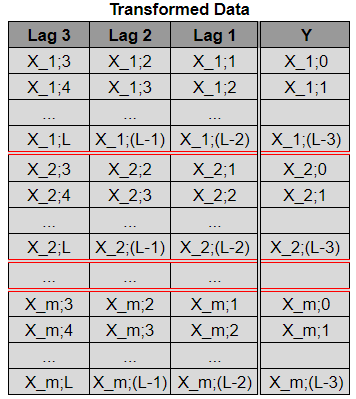 Transformed Data
Lag 3 Lag 2 Lag 1 Y
X_1;3 X_1;2 X_1;1 X_1;0
X_1;4 X_1;3 X_1;2 X_1;1
... ... ...
X_1;L X_1;(L-1) X_1;(L-2) X_1;(L-3)
X_2;3 X_2;2 X_2;1 X_2;0
X_2;4 X_2;3 X_2;2 X_2;1
... ... ...
X_2;L X_2;(L-1) X_2;(L-2) X_2;(L-3)
... ... ...
X_m;3 X_m;2 X_m;1 X_m;0
X_m;4 X_m;3 X_m;2 X_m;1
... ... ...
X_m;L X_m;(L-1) X_m;(L-2) X_m;(L-3)